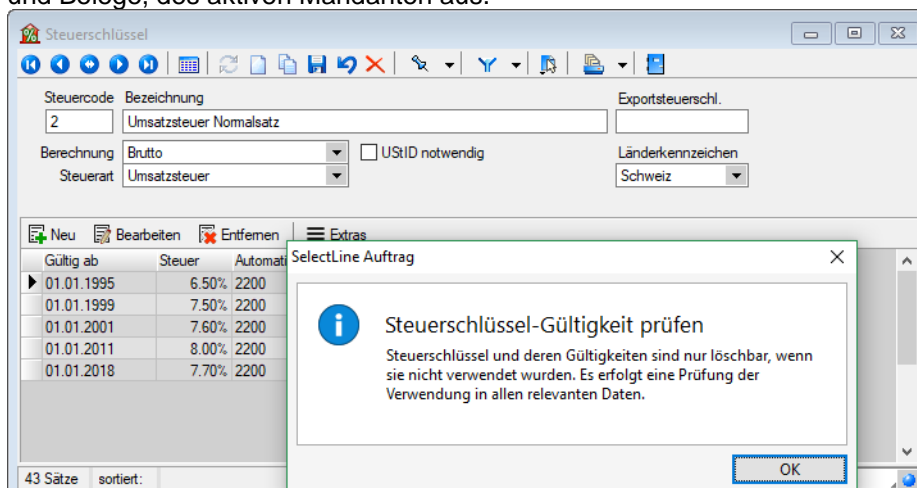 und Belege, des aktiven Mandanten aus.
Steuerschlüssel
Steuercode Bezeichnung Exportsteuerschl.
2 Umsatzsteuer Normalsatz
Berechnung Brutto UStID notwendig Länderkennzeichen
Steuerart Umsatzsteuer Schweiz
Neu Bearbeiten Entfernen Extras
Gültig ab Steuer Automati
01.01.1995 6.50% 2200
01.01.1999 7.50% 2200
01.01.2001 7.60% 2200
01.01.2011 8.00% 2200
01.01.2018 7.70% 2200
SelectLine Auftrag
Steuerschlüssel-Gültigkeit prüfen
Steuerschlüssel und deren Gültigkeiten sind nur löschbar, wenn
sie nicht verwendet wurden. Es erfolgt eine Prüfung der
Verwendung in allen relevanten Daten.
OK
43 Sätze sortiert: